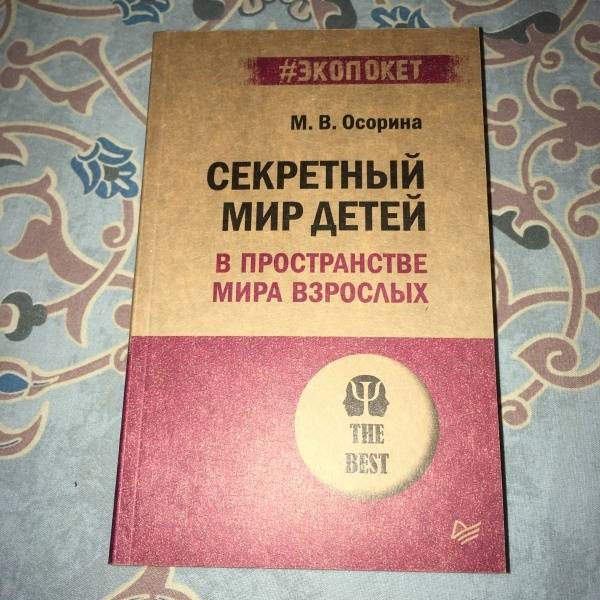 #ЭКОПОКЕТ
М. В. Осорина
СЕКРЕТНЫЙ
МИР ДЕТЕЙ
В ПРОСТРАНСТВЕ
МИРА ВЗРОСЛЫХ
Ψ
THE
BEST